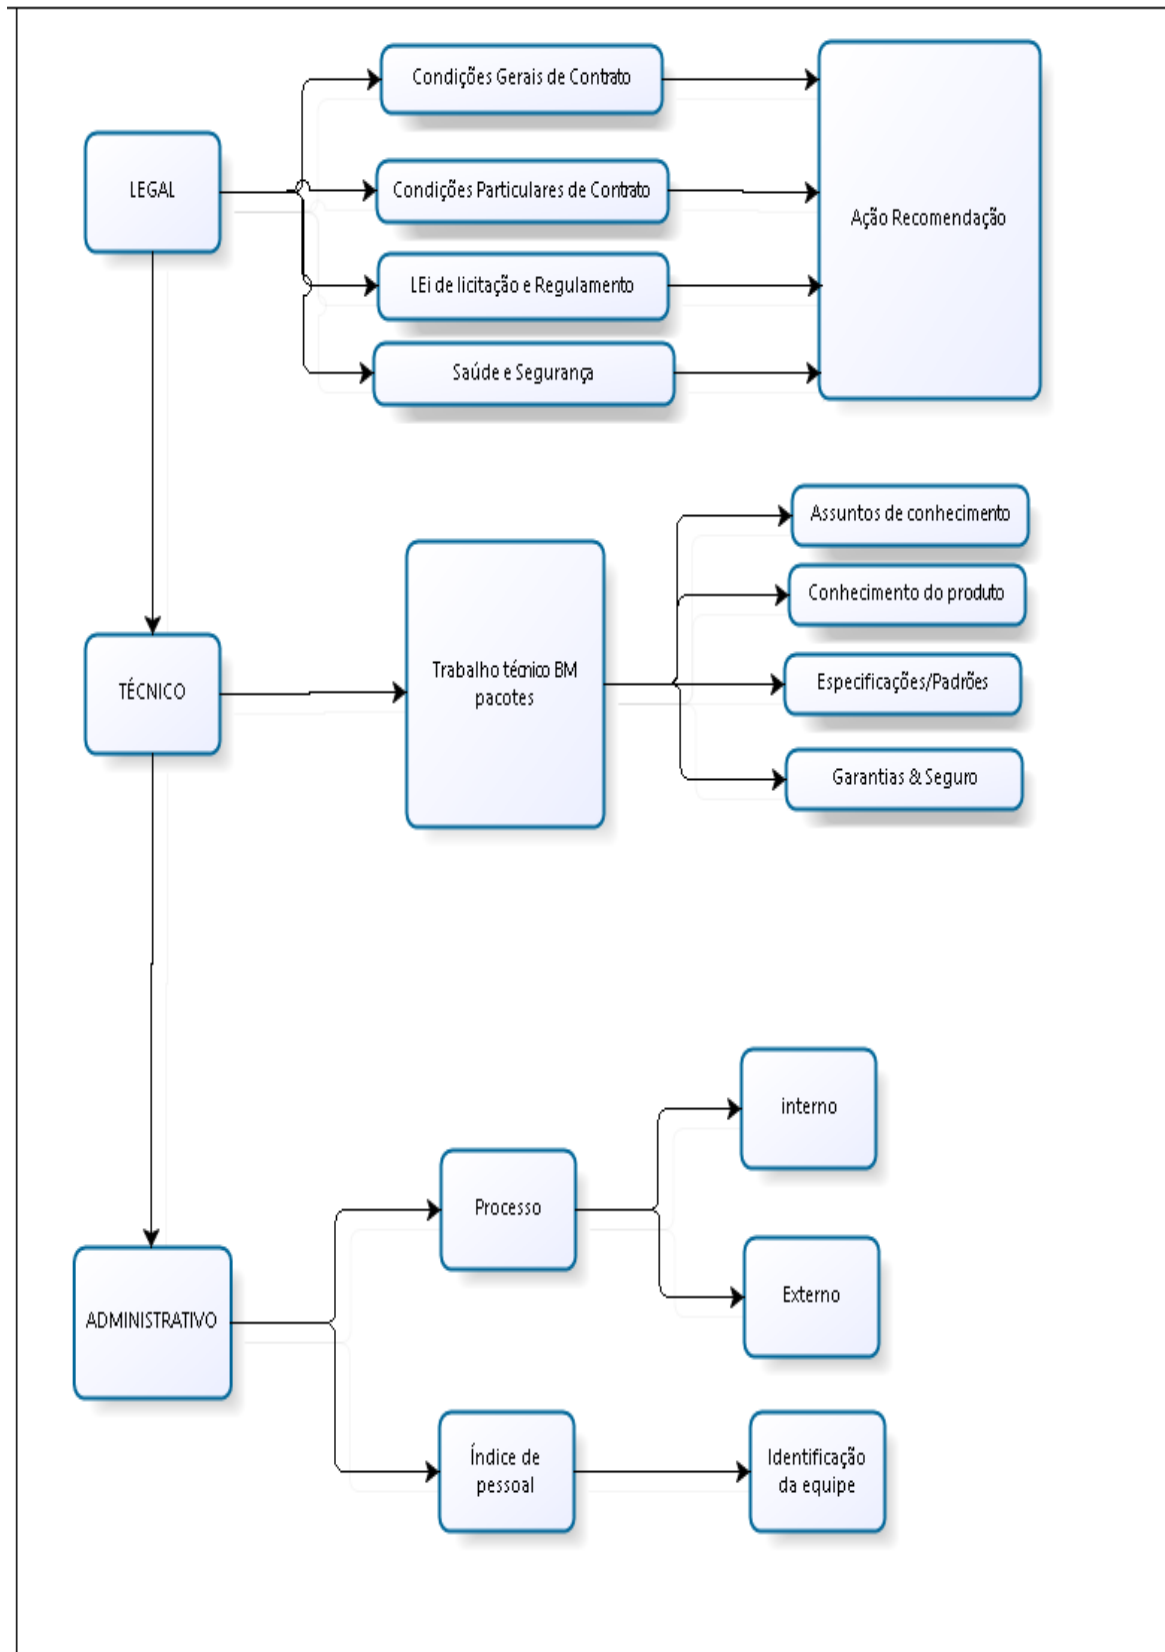 Condições Gerais de Contrato
LEGAL
Condições Particulares de Contrato
Ação Recomendação
LEi de licitação e Regulamento
Saúde e Segurança
Assuntos de conhecimento
Conhecimento do produto
TÉCNICO
Trabalho técnico BM
pacotes
Especificações/Padrões
Garantias & Seguro
interno
Processo
Externo
ADMINISTRATIVO
Índice de
pessoal
Identificação
da equipe